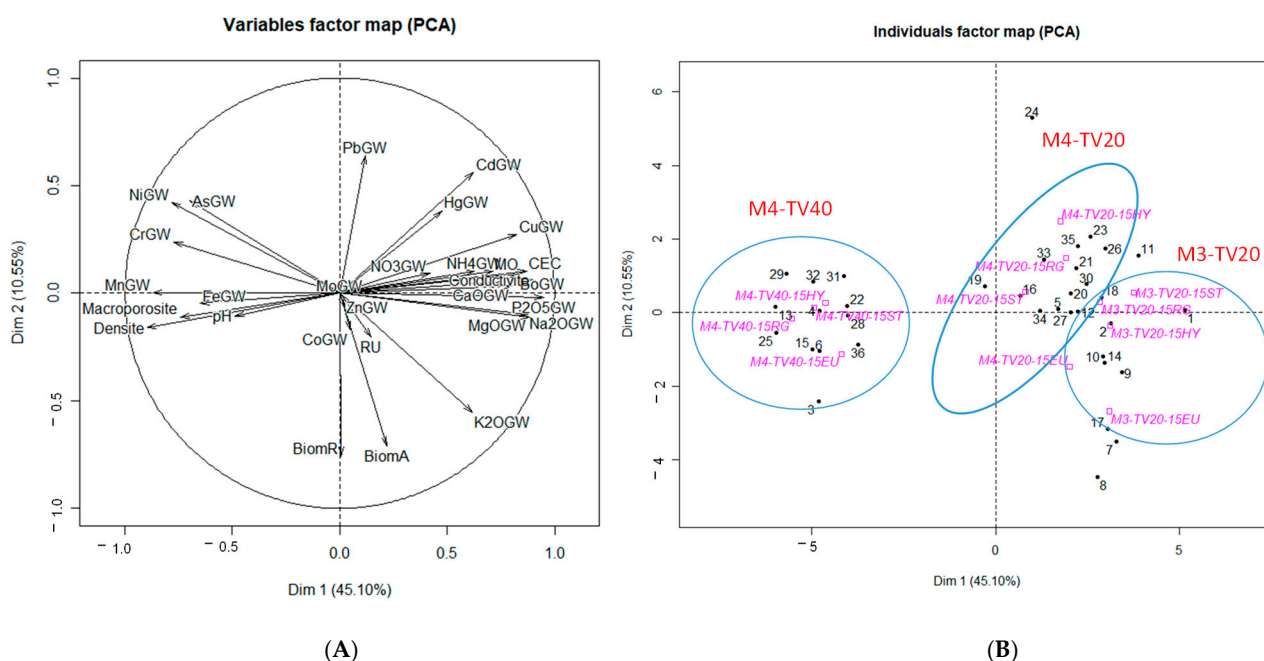 Variables factor map (PCA)
Dim 2 (10.55%)
1.0
0.5
0.0
−0.5
−1.0
PbGW
CdGW
NiGW
AsGW
HgGW
CrGW
CuGW
NO3GW
NH4GW
MO
CEC
MnGW
MoGW
Conductivite
BoGW
FeGW
CaOGW
Macroporosite
ZnGW
P2O5GW
Densite
pH
MgOGW
Na2OGW
CoGW
RU
K2OGW
BiomR
BiomA
−1.0
−0.5
0.0
0.5
1.0
Dim 1 (45.10%)
(A)
Individuals factor map (PCA)
Dim 2 (10.55%)
6
4
2
0
−2
−4
24
M4-TV20
M4-TV40
M3-TV20
M4-TV20-15HY
23
35
33
26
11
M4-TV20-15RG
21
29
32
31
19
30
M4-TV20-15ST
16
20
18
M3-TV20-15ST
M4-TV40-15HY
22
5
M3-TV20-15RG
13
4
M4-TV40-15ST
34
27
12
1
M4-TV40-15RG
28
2
M3-TV20-15HY
25
15
6
36
M4-TV40-15EU
M4-TV20-15EU
10
14
9
3
M3-TV20-15EU
17
7
8
−5
0
5
Dim 1 (45.10%)
(B)